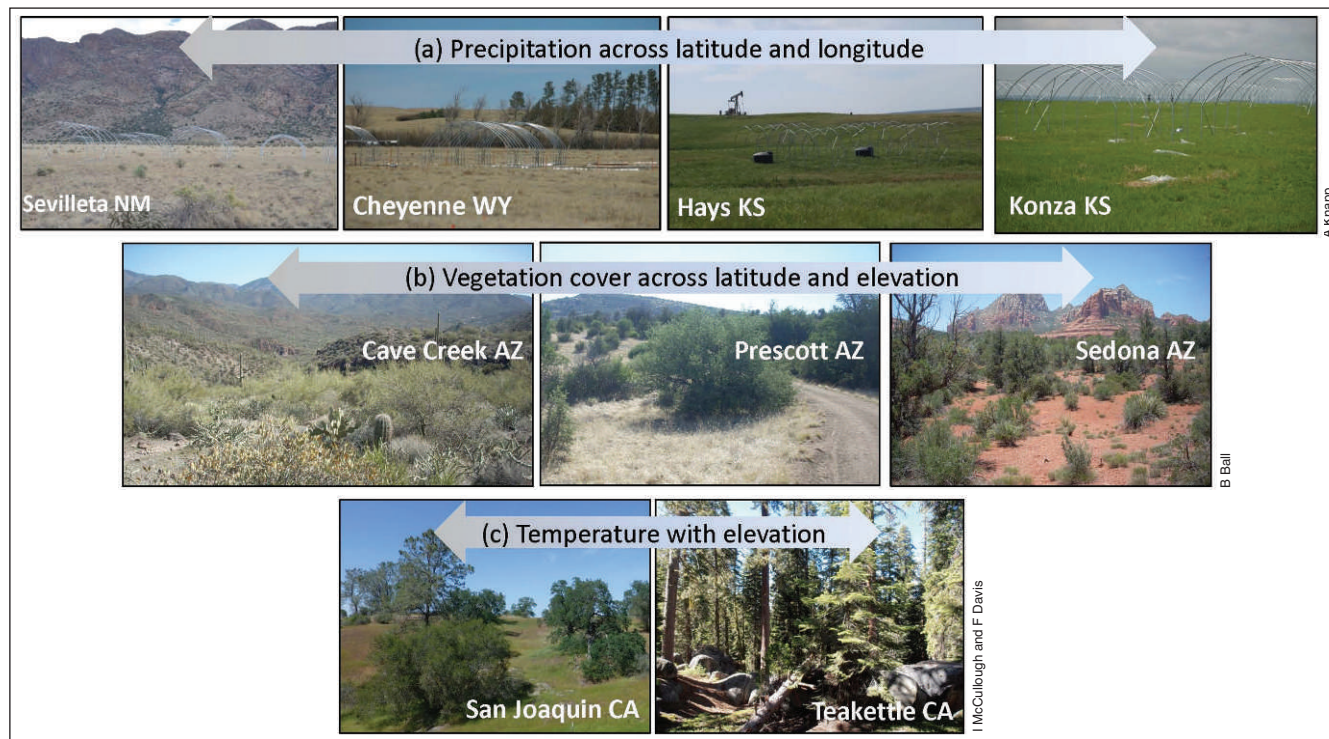 (a) Precipitation across latitude and longitude
Sevilleta NM
Cheyenne WY
Hays KS
Konza KS
A Knapp
(b) Vegetation cover across latitude and elevation
Cave Creek AZ
Prescott AZ
Sedona AZ
B Ball
(c) Temperature with elevation
San Joaquin CA
Teakettle CA
I McCullough and F Davis